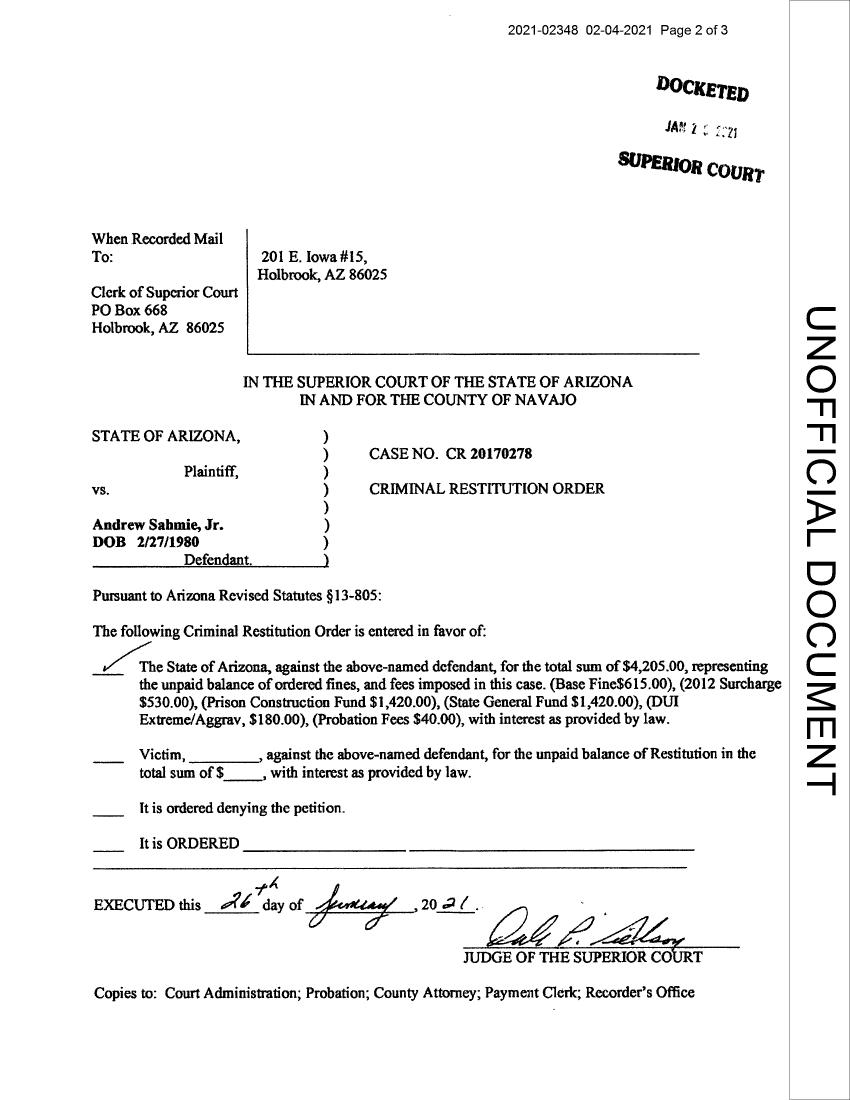 2021-02348 02-04-2021 Page 2 of 3
DOCKETED
JAN 2 2021
SUPERIOR COURT
When Recorded Mail
To:
Clerk of Superior Court
PO Box 668
Holbrook, AZ 86025
201 E. Iowa #15,
Holbrook, AZ 86025
IN THE SUPERIOR COURT OF THE STATE OF ARIZONA
IN AND FOR THE COUNTY OF NAVAJO
STATE OF ARIZONA, )
)
Plaintiff, )
vs. )
)
Andrew Sahmie, Jr. )
DOB 2/27/1980 )
Defendant. )
CASE NO. CR 20170278
CRIMINAL RESTITUTION ORDER
Pursuant to Arizona Revised Statutes §13-805:
The following Criminal Restitution Order is entered in favor of:
✓ The State of Arizona, against the above-named defendant, for the total sum of $4,205.00, representing
the unpaid balance of ordered fines, and fees imposed in this case. (Base Fine$615.00), (2012 Surcharge
$530.00), (Prison Construction Fund $1,420.00), (State General Fund $1,420.00), (DUI
Extreme/Aggrav, $180.00), (Probation Fees $40.00), with interest as provided by law.
____ Victim, _________, against the above-named defendant, for the unpaid balance of Restitution in the
total sum of $_____, with interest as provided by law.
____ It is ordered denying the petition.
____ It is ORDERED ______________________ ______________________________________
EXECUTED this 26th day of January, 2021.
JUDGE OF THE SUPERIOR COURT
Copies to: Court Administration; Probation; County Attorney; Payment Clerk; Recorder's Office
UNOFFICIAL DOCUMENT